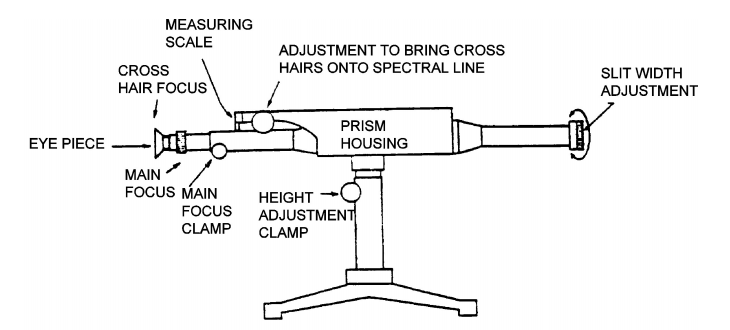 MEASURING
SCALE
ADJUSTMENT TO BRING CROSS
HAIRS ONTO SPECTRAL LINE
CROSS
HAIR FOCUS
SLIT WIDTH
ADJUSTMENT
EYE PIECE
PRISM
HOUSING
MAIN
FOCUS
MAIN
FOCUS
CLAMP
HEIGHT
ADJUSTMENT
CLAMP